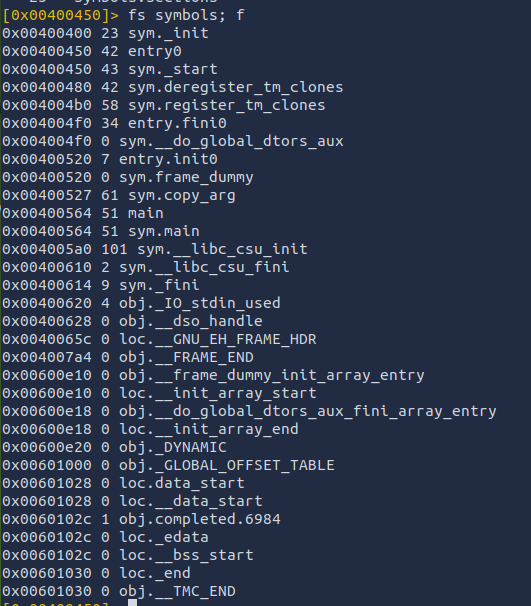 [0x00400450]> fs symbols; f
0x00400400 23 sym._init
0x00400450 42 entry0
0x00400450 43 sym._start
0x00400480 42 sym.deregister_tm_clones
0x004004b0 58 sym.register_tm_clones
0x004004f0 34 entry.fini0
0x004004f0 0 sym.__do_global_dtors_aux
0x00400520 7 entry.init0
0x00400520 0 sym.frame_dummy
0x00400527 61 sym.copy_arg
0x00400564 51 main
0x00400564 51 sym.main
0x004005a0 101 sym.__libc_csu_init
0x00400610 2 sym.__libc_csu_fini
0x00400614 9 sym._fini
0x00400620 4 obj._IO_stdin_used
0x00400628 0 obj.__dso_handle
0x0040065c 0 loc.__GNU_EH_FRAME_HDR
0x004007a4 0 obj.__FRAME_END
0x00600e10 0 obj.__frame_dummy_init_array_entry
0x00600e10 0 loc.__init_array_start
0x00600e18 0 obj.__do_global_dtors_aux_fini_array_entry
0x00600e18 0 loc.__init_array_end
0x00600e20 0 obj._DYNAMIC
0x00601000 0 obj._GLOBAL_OFFSET_TABLE
0x00601028 0 loc.data_start
0x00601028 0 loc.__data_start
0x0060102c 1 obj.completed.6984
0x0060102c 0 loc._edata
0x0060102c 0 loc.__bss_start
0x00601030 0 loc._end
0x00601030 0 obj.__TMC_END